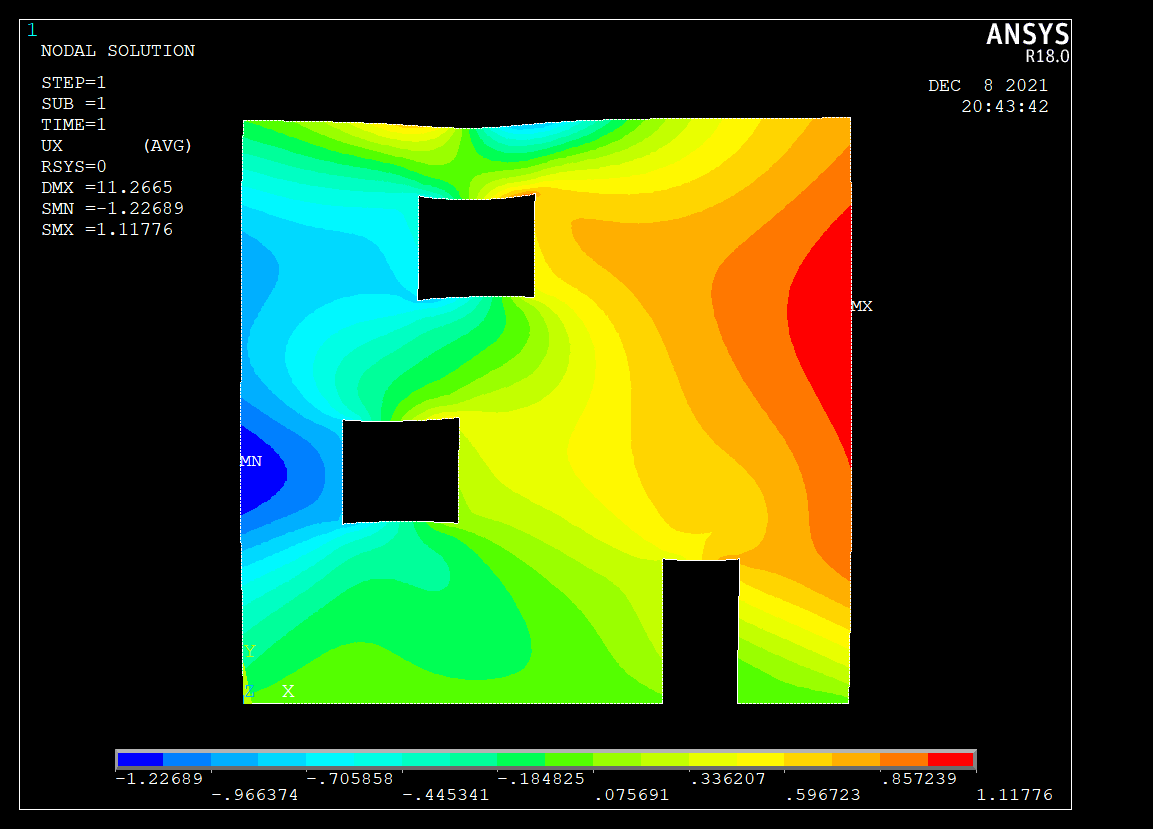 1
NODAL SOLUTION
STEP=1
SUB =1
TIME=1
UX (AVG)
RSYS=0
DMX =11.2665
SMN =-1.22689
SMX =1.11776
ANSYS
R18.0
DEC 8 2021
20:43:42
MX
MN
Y
Z X
-1.22689 -.705858 -.184825 .336207 .857239
-.966374 -.445341 .075691 .596723 1.11776